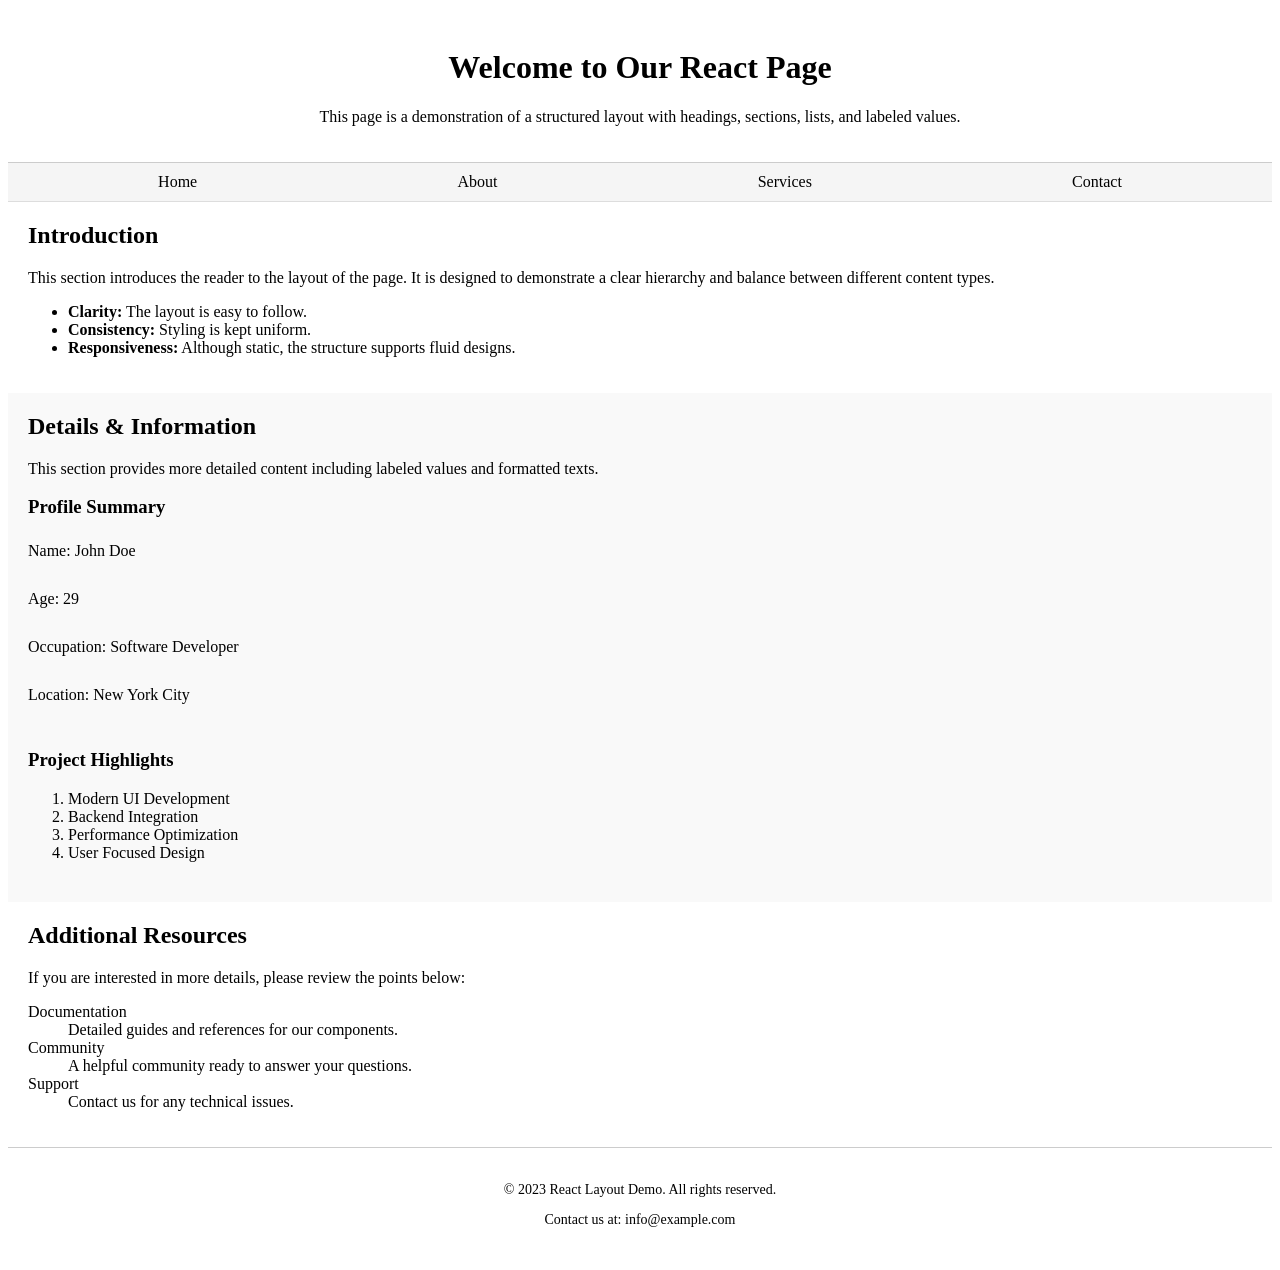 Welcome to Our React Page
This page is a demonstration of a structured layout with headings, sections, lists, and labeled values.
Home About Services Contact
Introduction
This section introduces the reader to the layout of the page. It is designed to demonstrate a clear hierarchy and balance between different content types.
• Clarity: The layout is easy to follow.
• Consistency: Styling is kept uniform.
• Responsiveness: Although static, the structure supports fluid designs.
Details & Information
This section provides more detailed content including labeled values and formatted texts.
Profile Summary
Name: John Doe
Age: 29
Occupation: Software Developer
Location: New York City
Project Highlights
1. Modern UI Development
2. Backend Integration
3. Performance Optimization
4. User Focused Design
Additional Resources
If you are interested in more details, please review the points below:
Documentation
Detailed guides and references for our components.
Community
A helpful community ready to answer your questions.
Support
Contact us for any technical issues.
© 2023 React Layout Demo. All rights reserved.
Contact us at: info@example.com